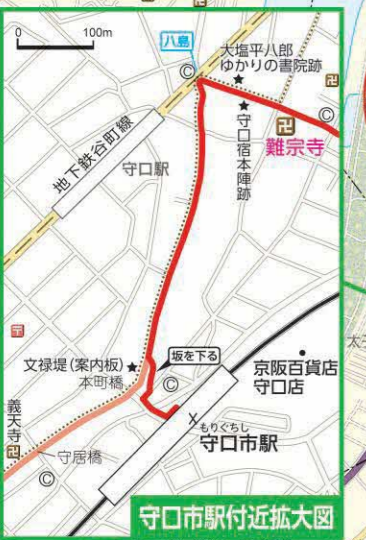 0
100m
八島
Ⓒ
大塩平八郎
ゆかりの書院跡
Ⓒ
守口宿本陣跡
難宗寺
地下鉄谷町線
守口駅
坂を下る
文禄堤(案内板)
本町橋
Ⓒ
京阪百貨店
守口店
もりぐちし
守口市駅
義天寺
守居橋
Ⓒ
守口市駅付近拡大図